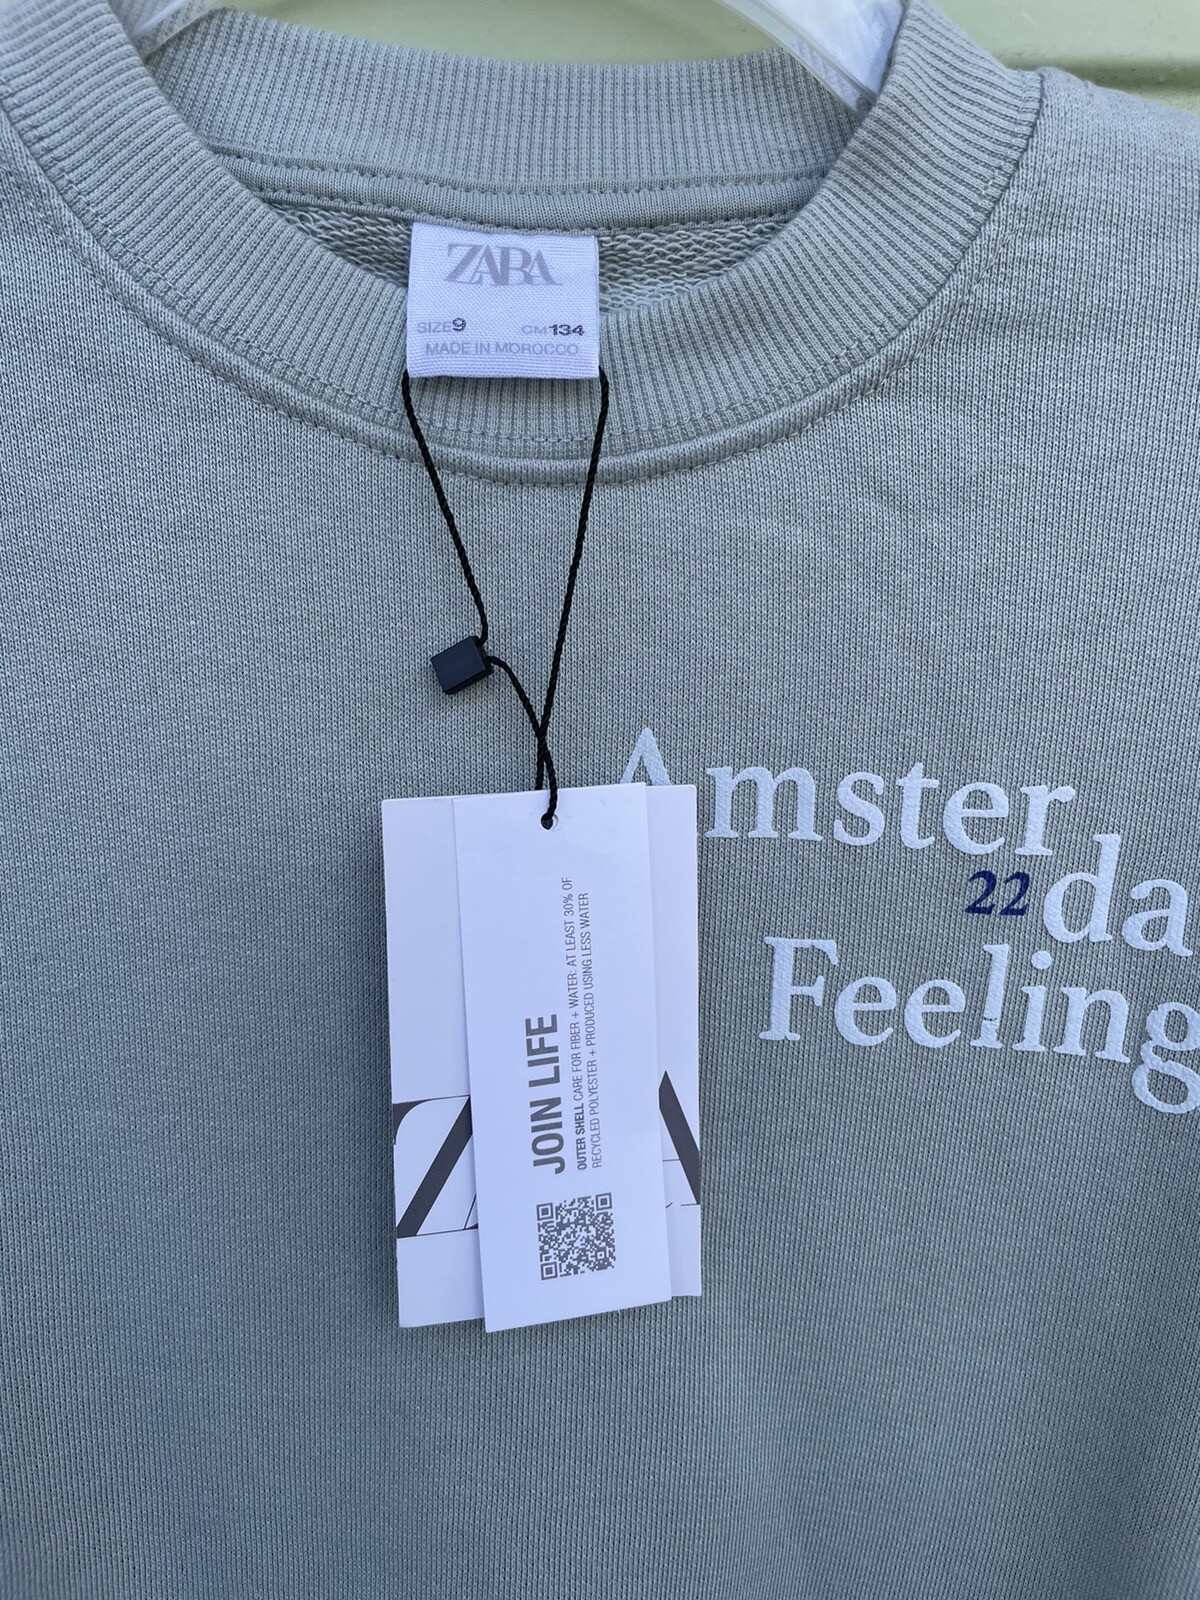 ZARA
SIZE 9 CM 134
MADE IN MOROCCO
Amster
22 da
Feeling
JOIN LIFE
OUTER SHELL CARE FOR FIBER + WATER: AT LEAST 30% OF
RECYCLED POLYESTER + PRODUCED USING LESS WATER